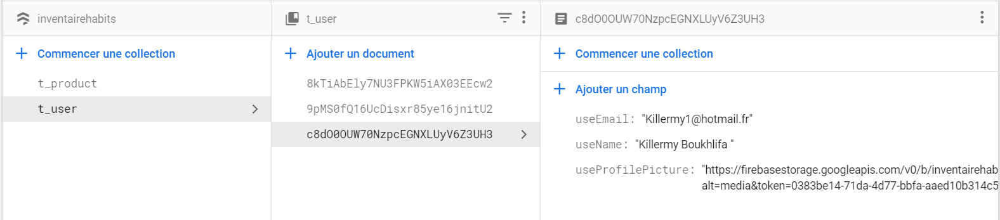 inventairehabits
Commencer une collection
t_product
t_user
t_user
Ajouter un document
8kTiAbEly7NU3FPKW5iAX03EEcw2
9pMS0fQ16UcDisxr85ye16jnitU2
c8dO0OUW70NzpcEGNXLUyV6Z3UH3
c8dO0OUW70NzpcEGNXLUyV6Z3UH3
Commencer une collection
Ajouter un champ
useEmail: "Killermy1@hotmail.fr"
useName: "Killermy Boukhlifa "
useProfilePicture: "https://firebasestorage.googleapis.com/v0/b/inventairehab
alt=media&token=0383be14-71da-4d77-bbfa-aaed10b314c5